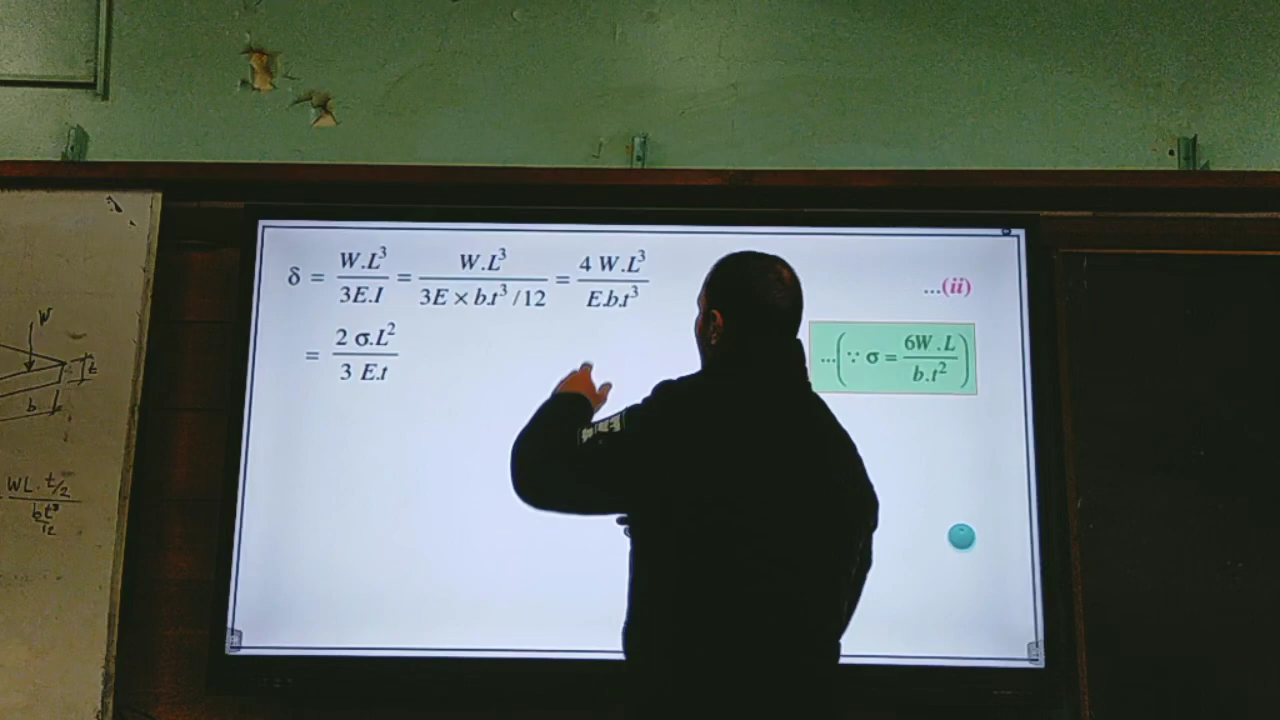 δ = W.L³/3E.I = W.L³/3E × b.t³/12 = 4 W.L³/E.b.t³ ...(ii)
= 2 σ.L²/3 E.t ...(∵ σ = 6W.L/b.t²)
W
t
b
WL. t/2
bt³/12